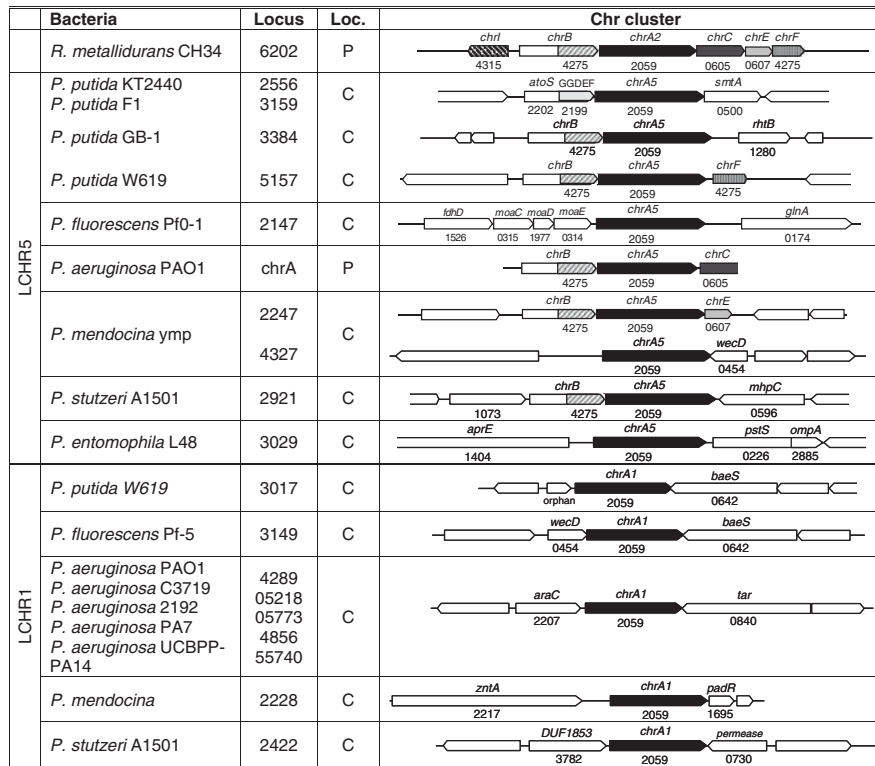 Bacteria Locus Loc. Chr cluster
chrI chrB chrA2 chrC chrE chrF
R. metallidurans CH34 6202 P
4315 4275 2059 0605 0607 4275
LCHR5
P. putida KT2440 2556
P. putida F1 3159 C
atoS GGDEF chrA5 smtA
2202 2199 2059 0500
P. putida GB-1 3384
chrB chrA5 rhtB
4275 2059 1280
P. putida W619 5157 C
chrB chrA5 chrF
4275 2059 4275
P. fluorescens Pf0-1 2147 C
fdhD moaC moaD moaE chrA5 glnA
1526 0315 1977 0314 2059 0174
P. aeruginosa PAO1 chrA P
chrB chrA5 chrC
4275 2059 0605
P. mendocina ymp C
2247
chrB chrA5 chrE
4275 2059 0607
4327
chrA5 wecD
2059 0454
P. stutzeri A1501 2921 C
chrB chrA5 mhpC
1073 4275 2059 0596
P. entomophila L48 3029 C
aprE chrA5 pstS ompA
1404 2059 0226 2885
LCHR1
P. putida W619 3017 C
chrA1 baeS
orphan 2059 0642
P. fluorescens Pf-5 3149 C
wecD chrA1 baeS
0454 2059 0642
P. aeruginosa PAO1 4289
P. aeruginosa C3719 05218
P. aeruginosa 2192 05773
P. aeruginosa PA7 4856
P. aeruginosa UCBPP- 55740
PA14
C
araC chrA1 tar
2207 2059 0840
P. mendocina 2228 C
zntA chrA1 padR
2217 2059 1695
P. stutzeri A1501 2422 C
DUF1853 chrA1 permease
3782 2059 0730